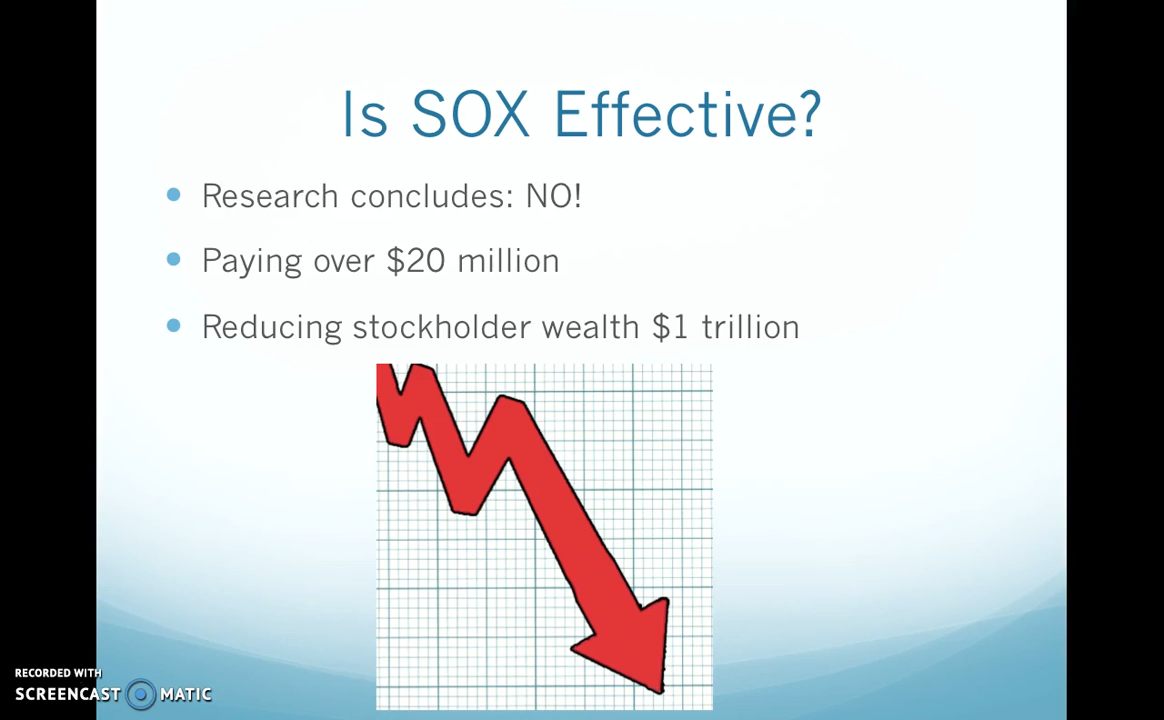 Is SOX Effective?
Research concludes: NO!
Paying over $20 million
Reducing stockholder wealth $1 trillion
RECORDED WITH
SCREENCAST MATIC